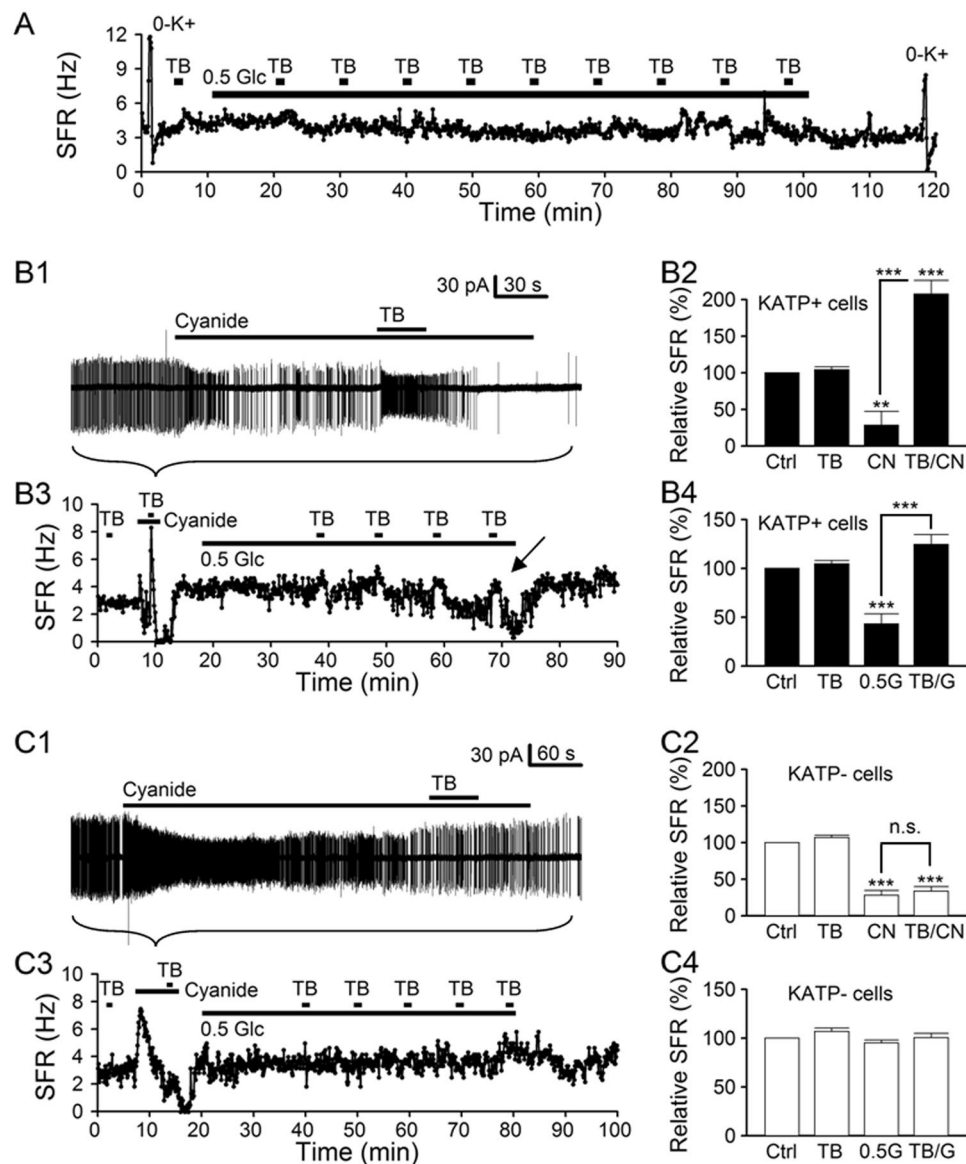 A
0-K+
0-K+
TB TB TB TB TB TB TB TB TB TB
0.5 Glc
SFR (Hz)
12
9
6
3
0
0 10 20 30 40 50 60 70 80 90 100 110 120
Time (min)
B1
30 pA 30 s
TB
Cyanide
B2
Relative SFR (%)
KATP+ cells
*** ***
**
200
150
100
50
0
Ctrl TB CN TB/CN
B3
SFR (Hz)
10
8
6
4
2
0
TB TB TB TB TB TB
Cyanide
0.5 Glc
0 10 20 30 40 50 60 70 80 90
Time (min)
B4
Relative SFR (%)
KATP+ cells
***
***
150
100
50
0
Ctrl TB 0.5G TB/G
C1
30 pA 60 s
TB
Cyanide
C2
Relative SFR (%)
KATP- cells
n.s.
*** ***
200
150
100
50
0
Ctrl TB CN TB/CN
C3
SFR (Hz)
10
8
6
4
2
0
TB TB TB TB TB TB TB
Cyanide
0.5 Glc
0 10 20 30 40 50 60 70 80 90 100
Time (min)
C4
Relative SFR (%)
KATP- cells
150
100
50
0
Ctrl TB 0.5G TB/G